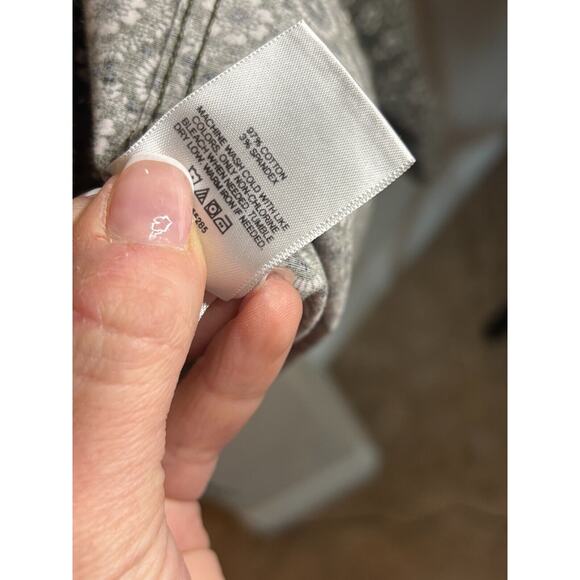 97% COTTON
3% SPANDEX
MACHINE WASH COLD WITH LIKE
COLORS, ONLY NON-CHLORINE
BLEACH WHEN NEEDED. TUMBLE
DRY LOW, WARM IRON IF NEEDED.